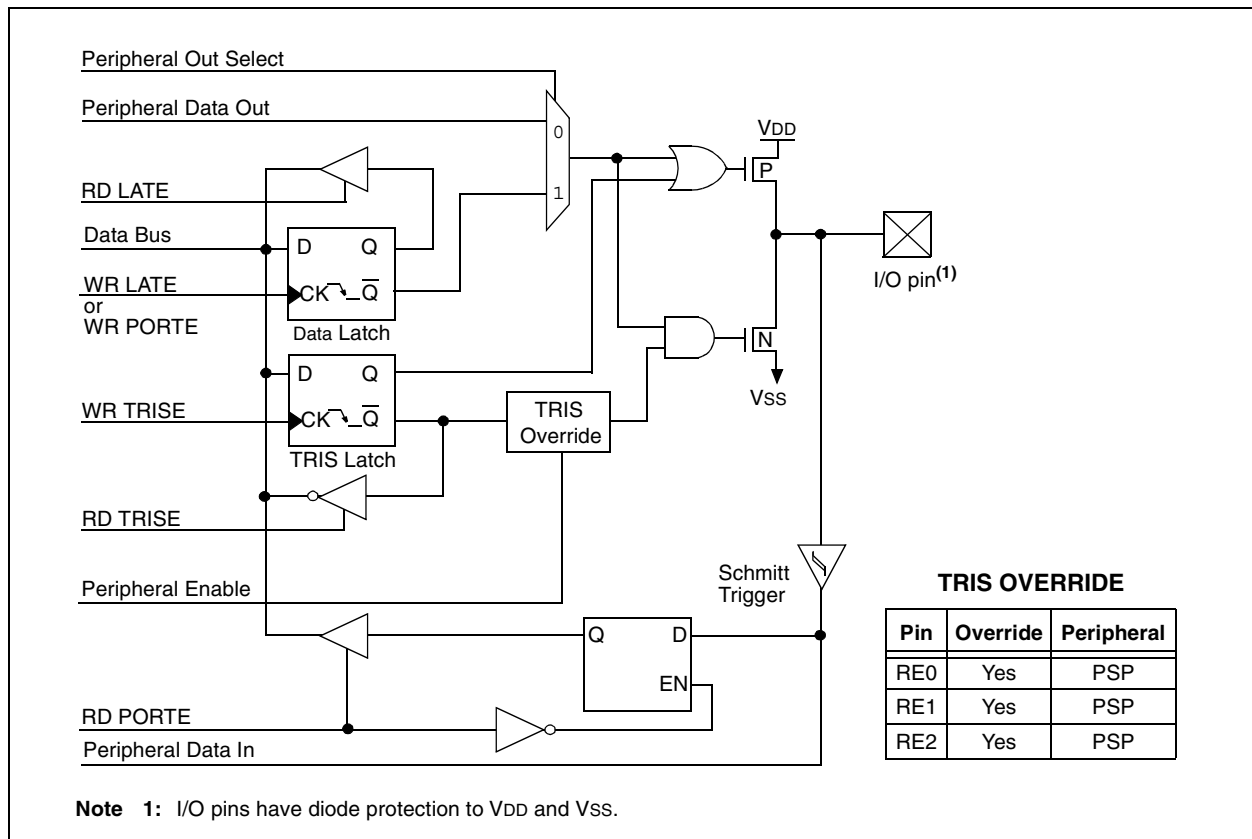 Peripheral Out Select
Peripheral Data Out
0
1
VDD
P
RD LATE
Data Bus
D Q
WR LATE
or
WR PORTE
CK Q̅
Data Latch
I/O pin(1)
N
VSS
D Q
WR TRISE
CK Q̅
TRIS Latch
TRIS
Override
RD TRISE
Peripheral Enable
Schmitt
Trigger
Q D
EN
RD PORTE
Peripheral Data In
TRIS OVERRIDE
Pin Override Peripheral
RE0 Yes PSP
RE1 Yes PSP
RE2 Yes PSP
Note 1: I/O pins have diode protection to VDD and VSS.